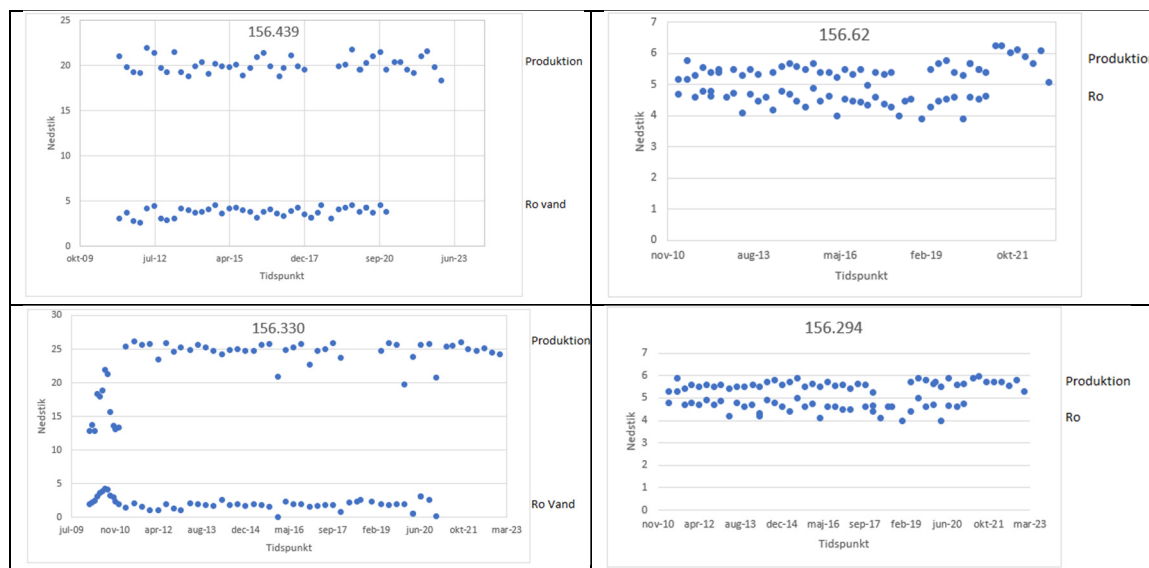 156.439
25
20
15
10
5
0
Nedstik
okt-09 jul-12 apr-15 dec-17 sep-20 jun-23
Tidspunkt
Produktion
Ro vand
156.62
7
6
5
4
3
2
1
0
Nedstik
nov-10 aug-13 maj-16 feb-19 okt-21
Tidspunkt
Produktion
Ro
156.330
30
25
20
15
10
5
0
Nedstik
jul-09 nov-10 apr-12 aug-13 dec-14 maj-16 sep-17 feb-19 jun-20 okt-21 mar-23
Tidspunkt
Produktion
Ro Vand
156.294
7
6
5
4
3
2
1
0
Nedstik
nov-10 apr-12 aug-13 dec-14 maj-16 sep-17 feb-19 jun-20 okt-21 mar-23
Tidspunkt
Produktion
Ro